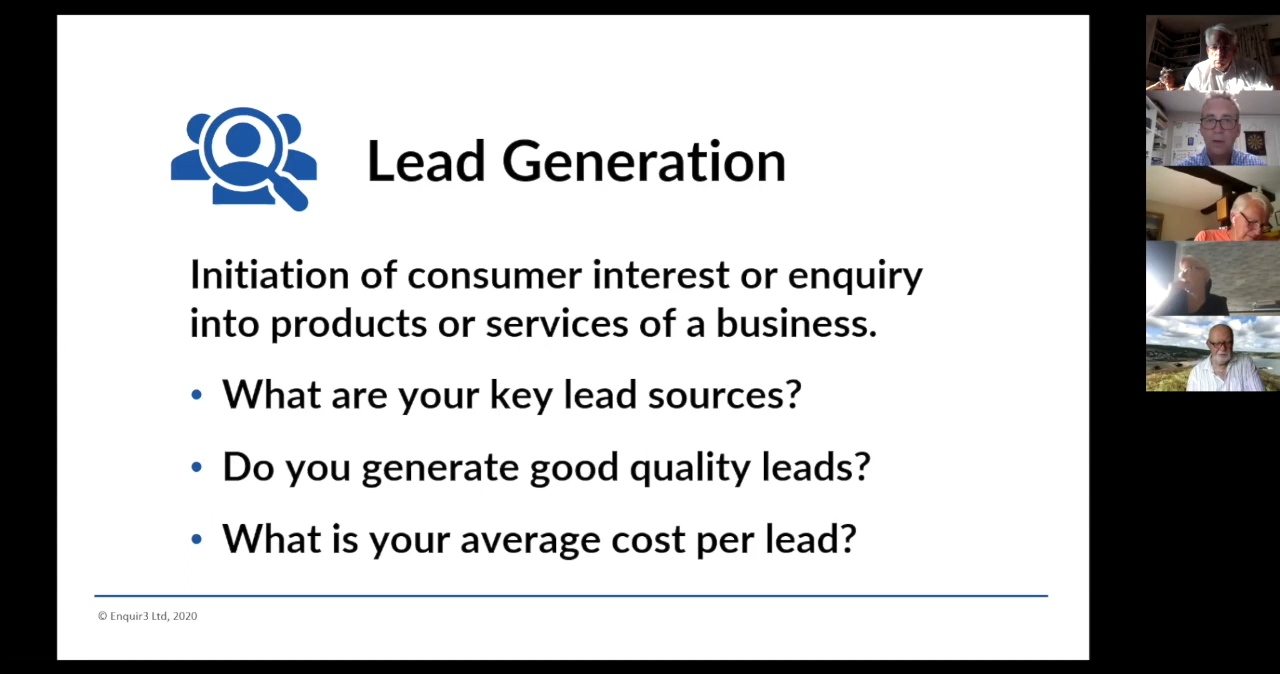 Lead Generation
Initiation of consumer interest or enquiry
into products or services of a business.
• What are your key lead sources?
• Do you generate good quality leads?
• What is your average cost per lead?
© Enquir3 Ltd, 2020